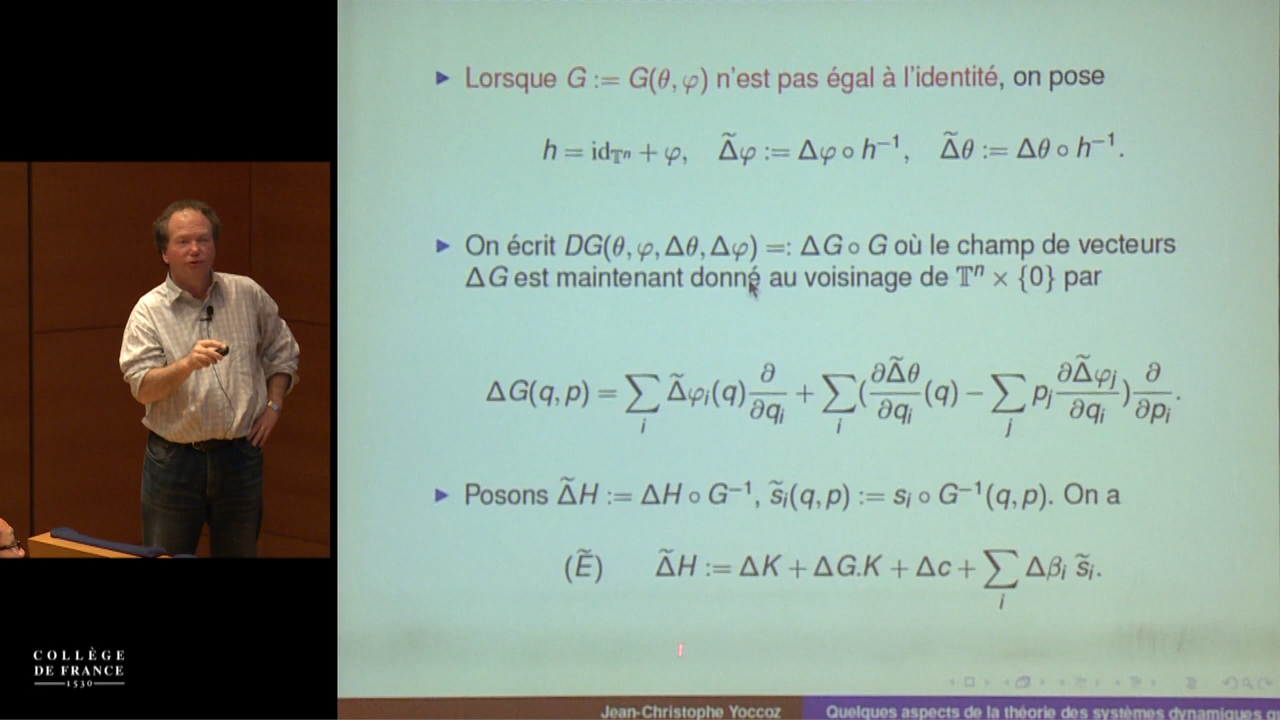 Lorsque G := G(θ, φ) n'est pas égal à l'identité, on pose
h = id_{𝕋ⁿ} + φ, Δ̃φ := Δφ ∘ h⁻¹, Δ̃θ := Δθ ∘ h⁻¹.
On écrit DG(θ, φ, Δθ, Δφ) =: ΔG ∘ G où le champ de vecteurs
ΔG est maintenant donné au voisinage de 𝕋ⁿ × {0} par
ΔG(q, p) = ∑_i Δ̃φ_i(q) ∂/∂q_i + ∑_i (∂Δ̃θ/∂q_i (q) − ∑_j p_j ∂Δ̃φ_j/∂q_i) ∂/∂p_i.
Posons Δ̃H := ΔH ∘ G⁻¹, s̃_i(q, p) := s_i ∘ G⁻¹(q, p). On a
(Ẽ) Δ̃H := ΔK + ΔG.K + Δc + ∑_i Δβ_i s̃_i.
COLLÈGE
DE FRANCE
1530
Jean-Christophe Yoccoz
Quelques aspects de la théorie des systèmes dynamiques